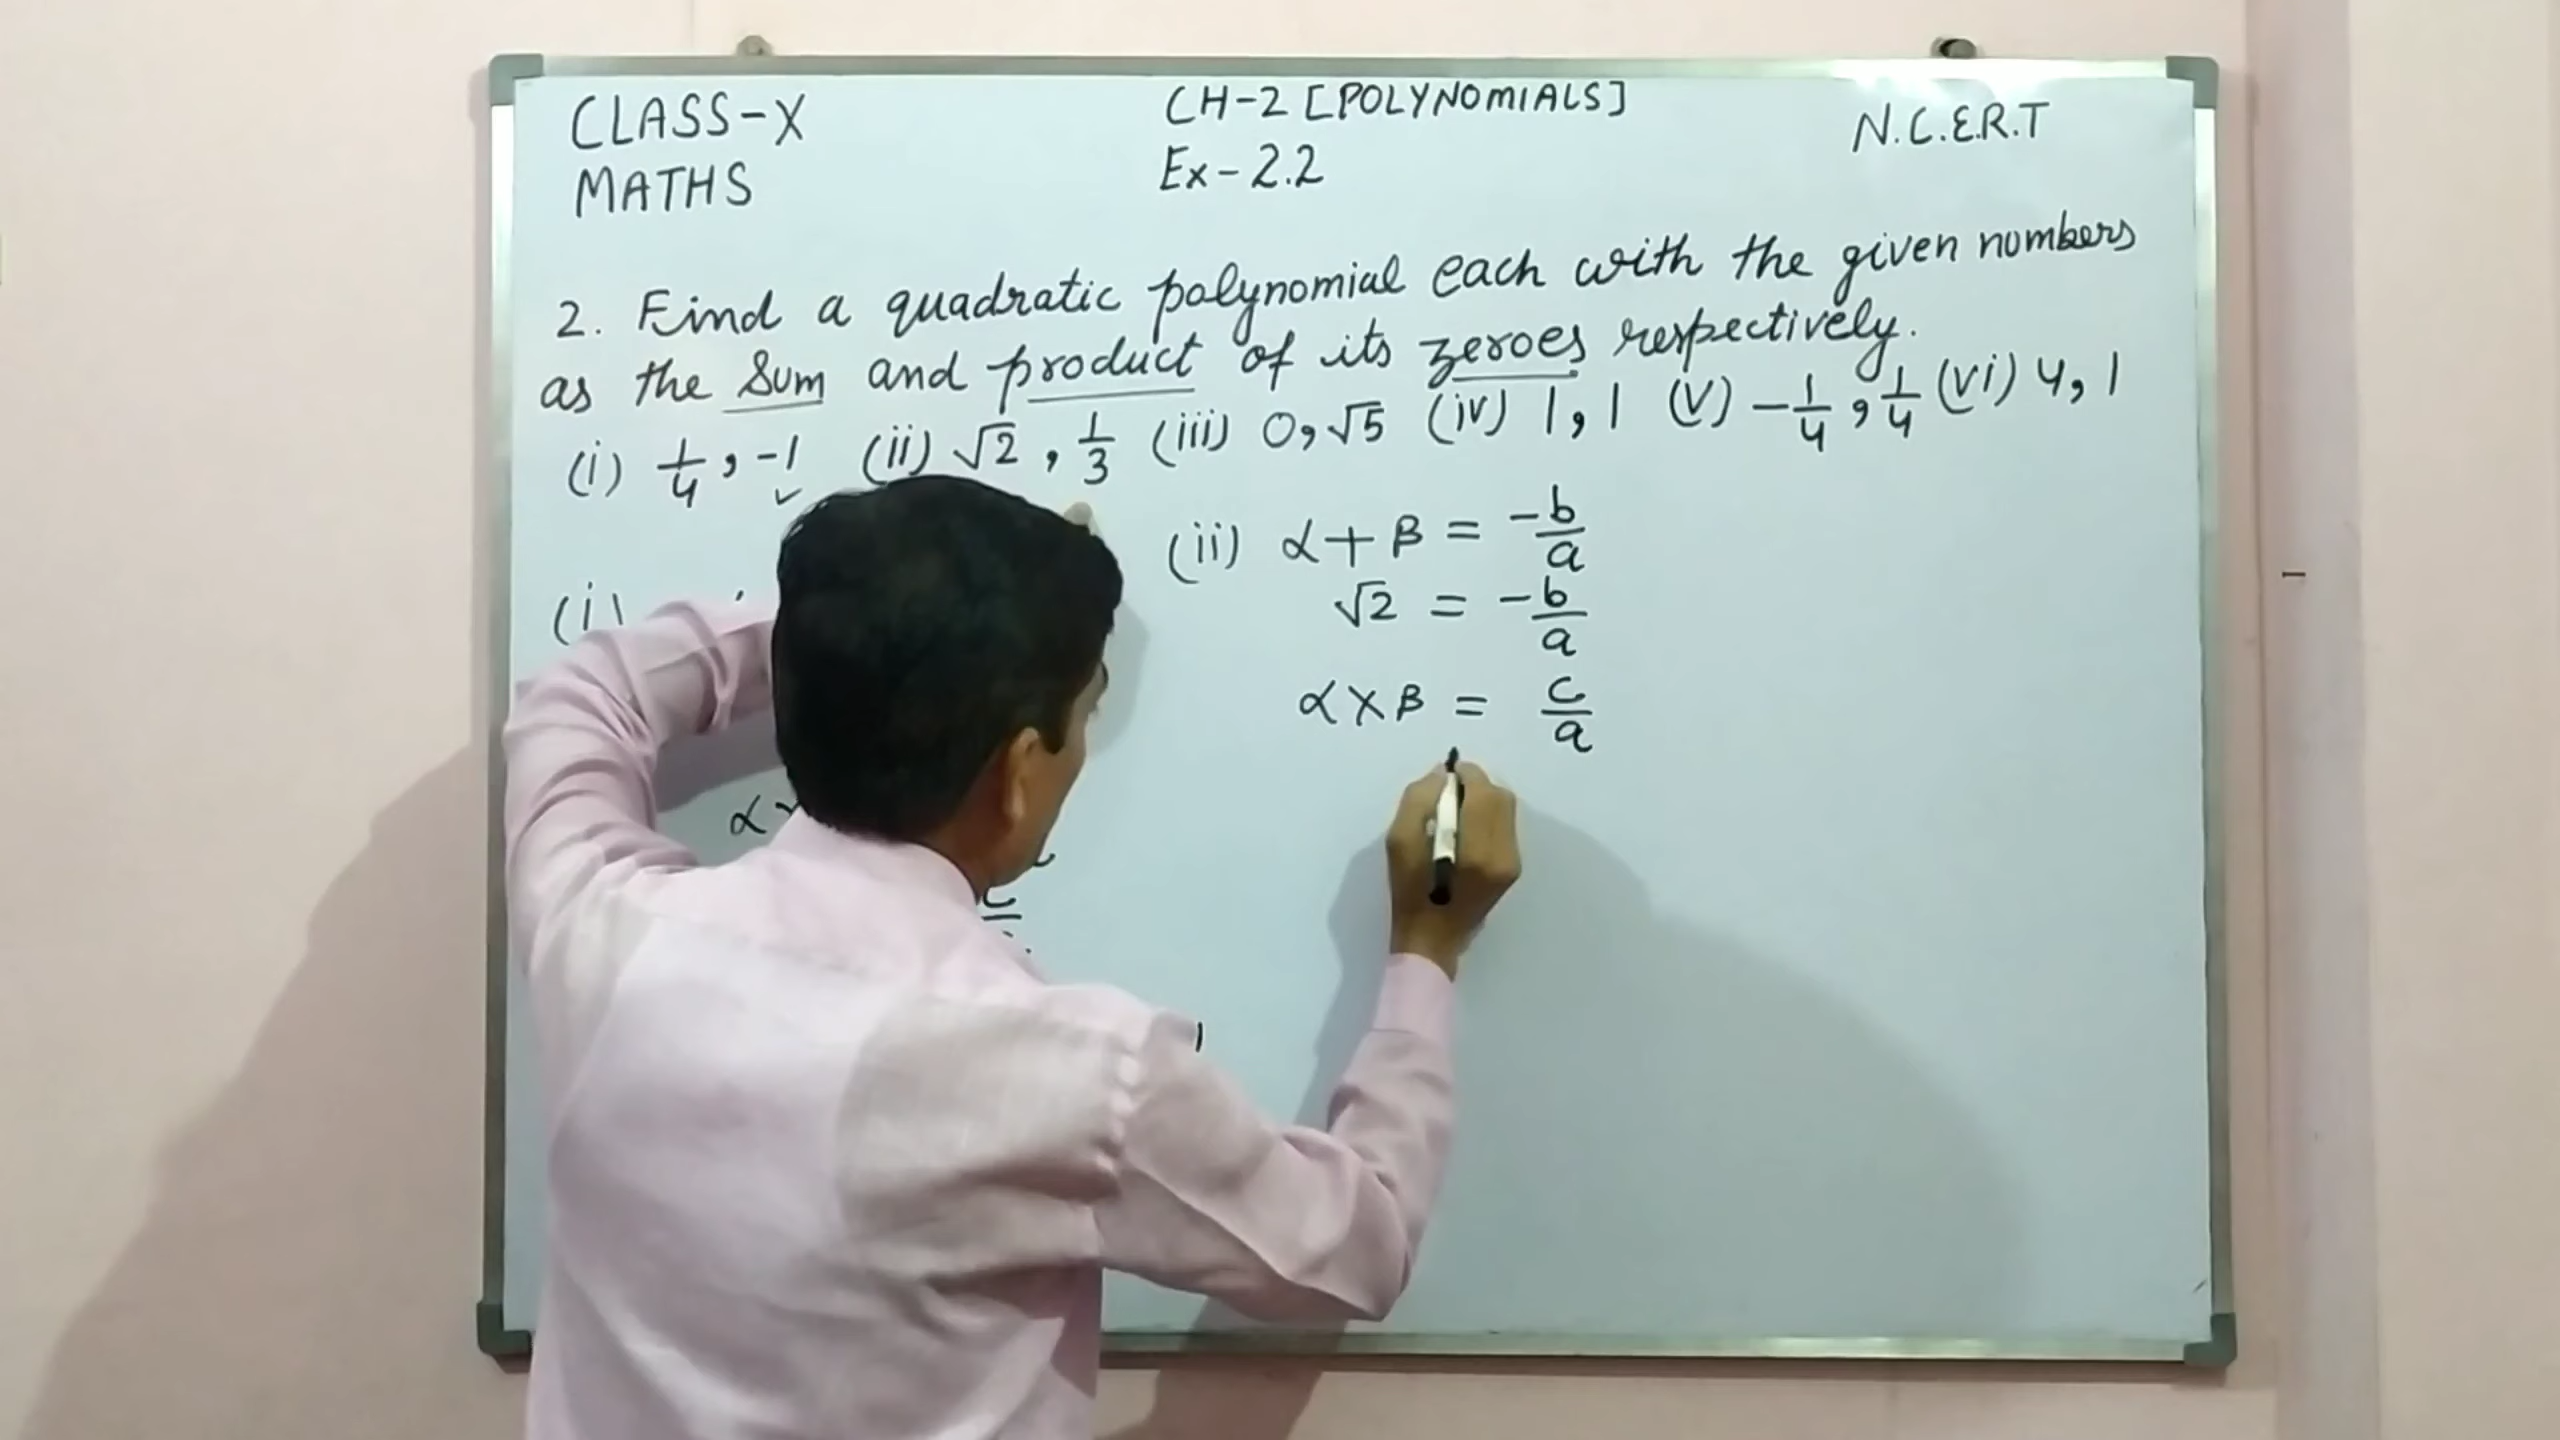 CLASS-X
MATHS
CH-2 [POLYNOMIALS]
Ex-2.2
N.C.E.R.T
2. Find a quadratic polynomial each with the given numbers
as the Sum and product of its zeroes respectively.
(i) 1/4, -1 (ii) √2, 1/3 (iii) 0, √5 (iv) 1, 1 (v) -1/4, 1/4 (vi) 4, 1
(i)
α
c
(ii) α+β = -b/a
√2 = -b/a
α×β = c/a